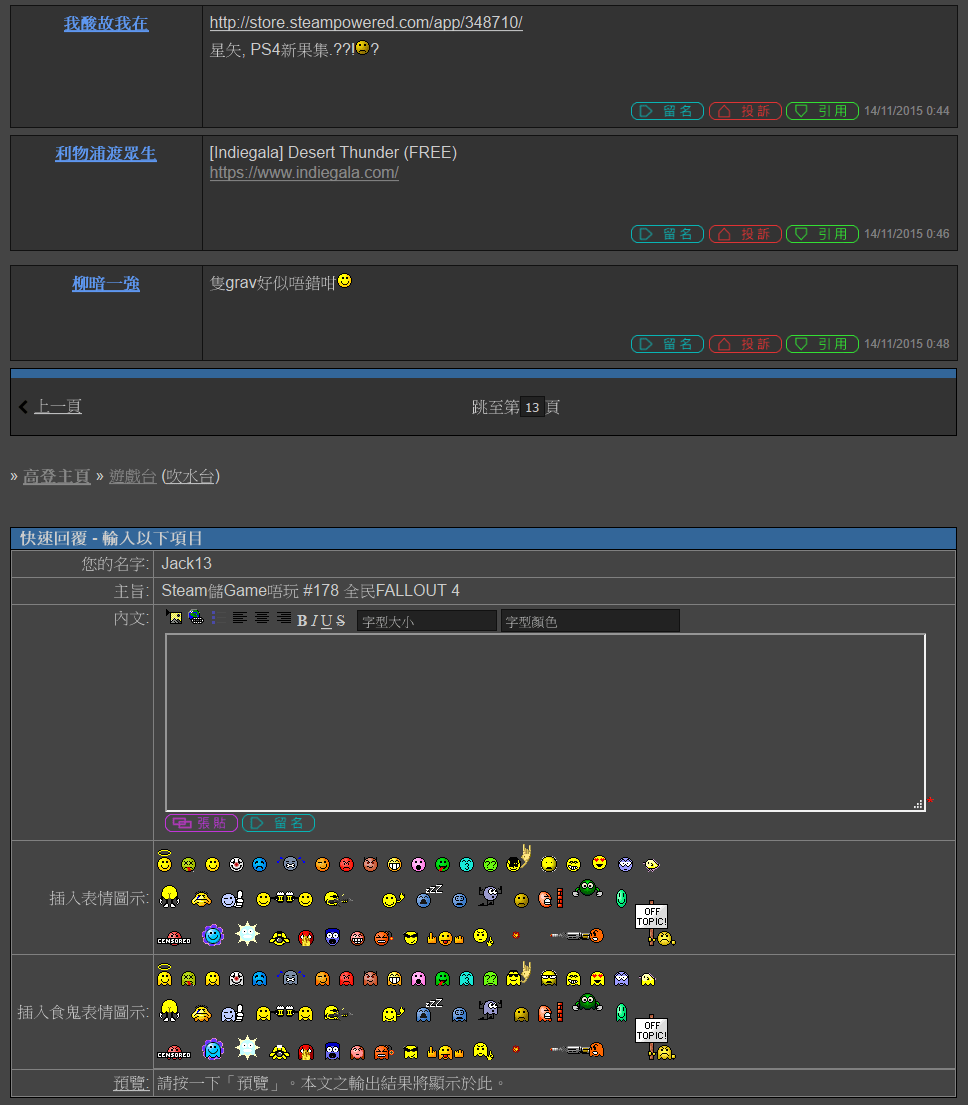 我酸故我在
http://store.steampowered.com/app/348710/
星矢, PS4新果集.??!?
留名 投訴 引用 14/11/2015 0:44
利物浦渡眾生
[Indiegala] Desert Thunder (FREE)
https://www.indiegala.com/
留名 投訴 引用 14/11/2015 0:46
柳暗一強
隻grav好似唔錯咁
留名 投訴 引用 14/11/2015 0:48
上一頁 跳至第13頁
» 高登主頁 » 遊戲台 (吹水台)
快速回覆 - 輸入以下項目
您的名字: Jack13
主旨: Steam儲Game唔玩 #178 全民FALLOUT 4
內文: B I U S 字型大小 字型顏色
*
張貼 留名
插入表情圖示:
zZZ
OFF TOPIC!
CENSORED
插入食鬼表情圖示:
zZZ
OFF TOPIC!
CENSORED
預覽: 請按一下「預覽」。本文之輸出結果將顯示於此。